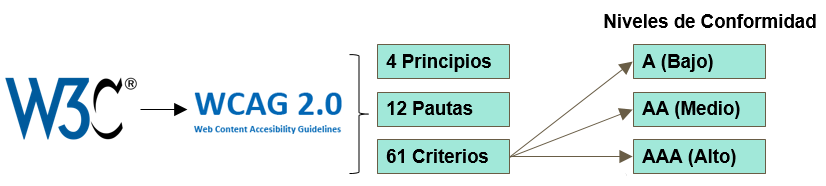 Niveles de Conformidad
W3C®
WCAG 2.0
Web Content Accesibility Guidelines
4 Principios
12 Pautas
61 Criterios
A (Bajo)
AA (Medio)
AAA (Alto)